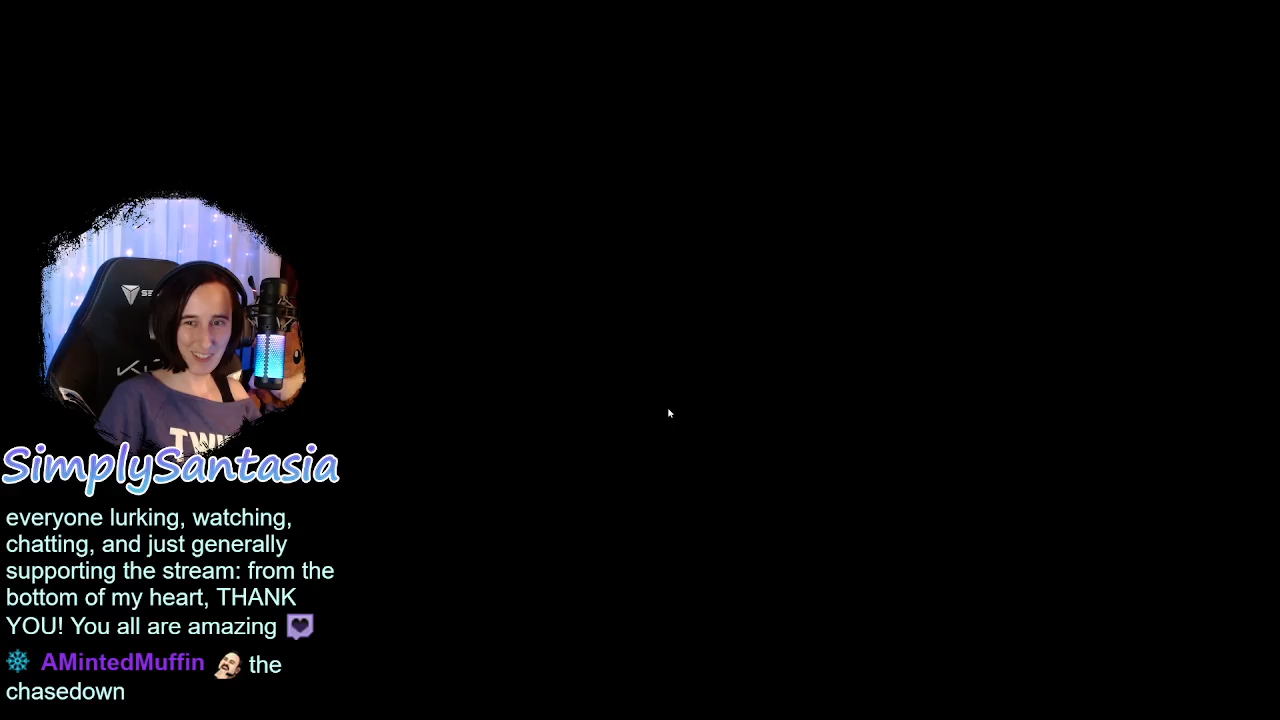 SimplySantasia
everyone lurking, watching,
chatting, and just generally
supporting the stream: from the
bottom of my heart, THANK
YOU! You all are amazing
AMintedMuffin the
chasedown